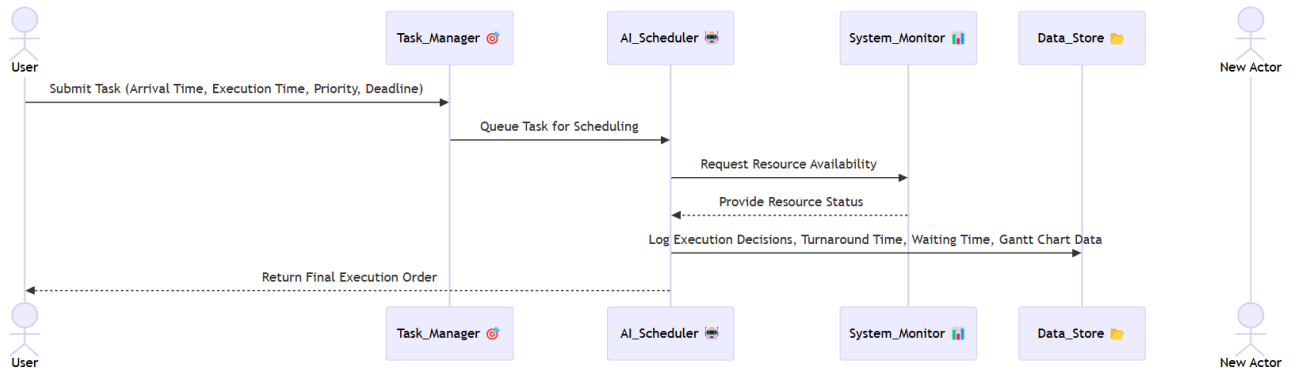 Task_Manager 🎯
AI_Scheduler 🤖
System_Monitor 📊
Data_Store 📂
User
New Actor
Submit Task (Arrival Time, Execution Time, Priority, Deadline)
Queue Task for Scheduling
Request Resource Availability
Provide Resource Status
Log Execution Decisions, Turnaround Time, Waiting Time, Gantt Chart Data
Return Final Execution Order
Task_Manager 🎯
AI_Scheduler 🤖
System_Monitor 📊
Data_Store 📂
User
New Actor